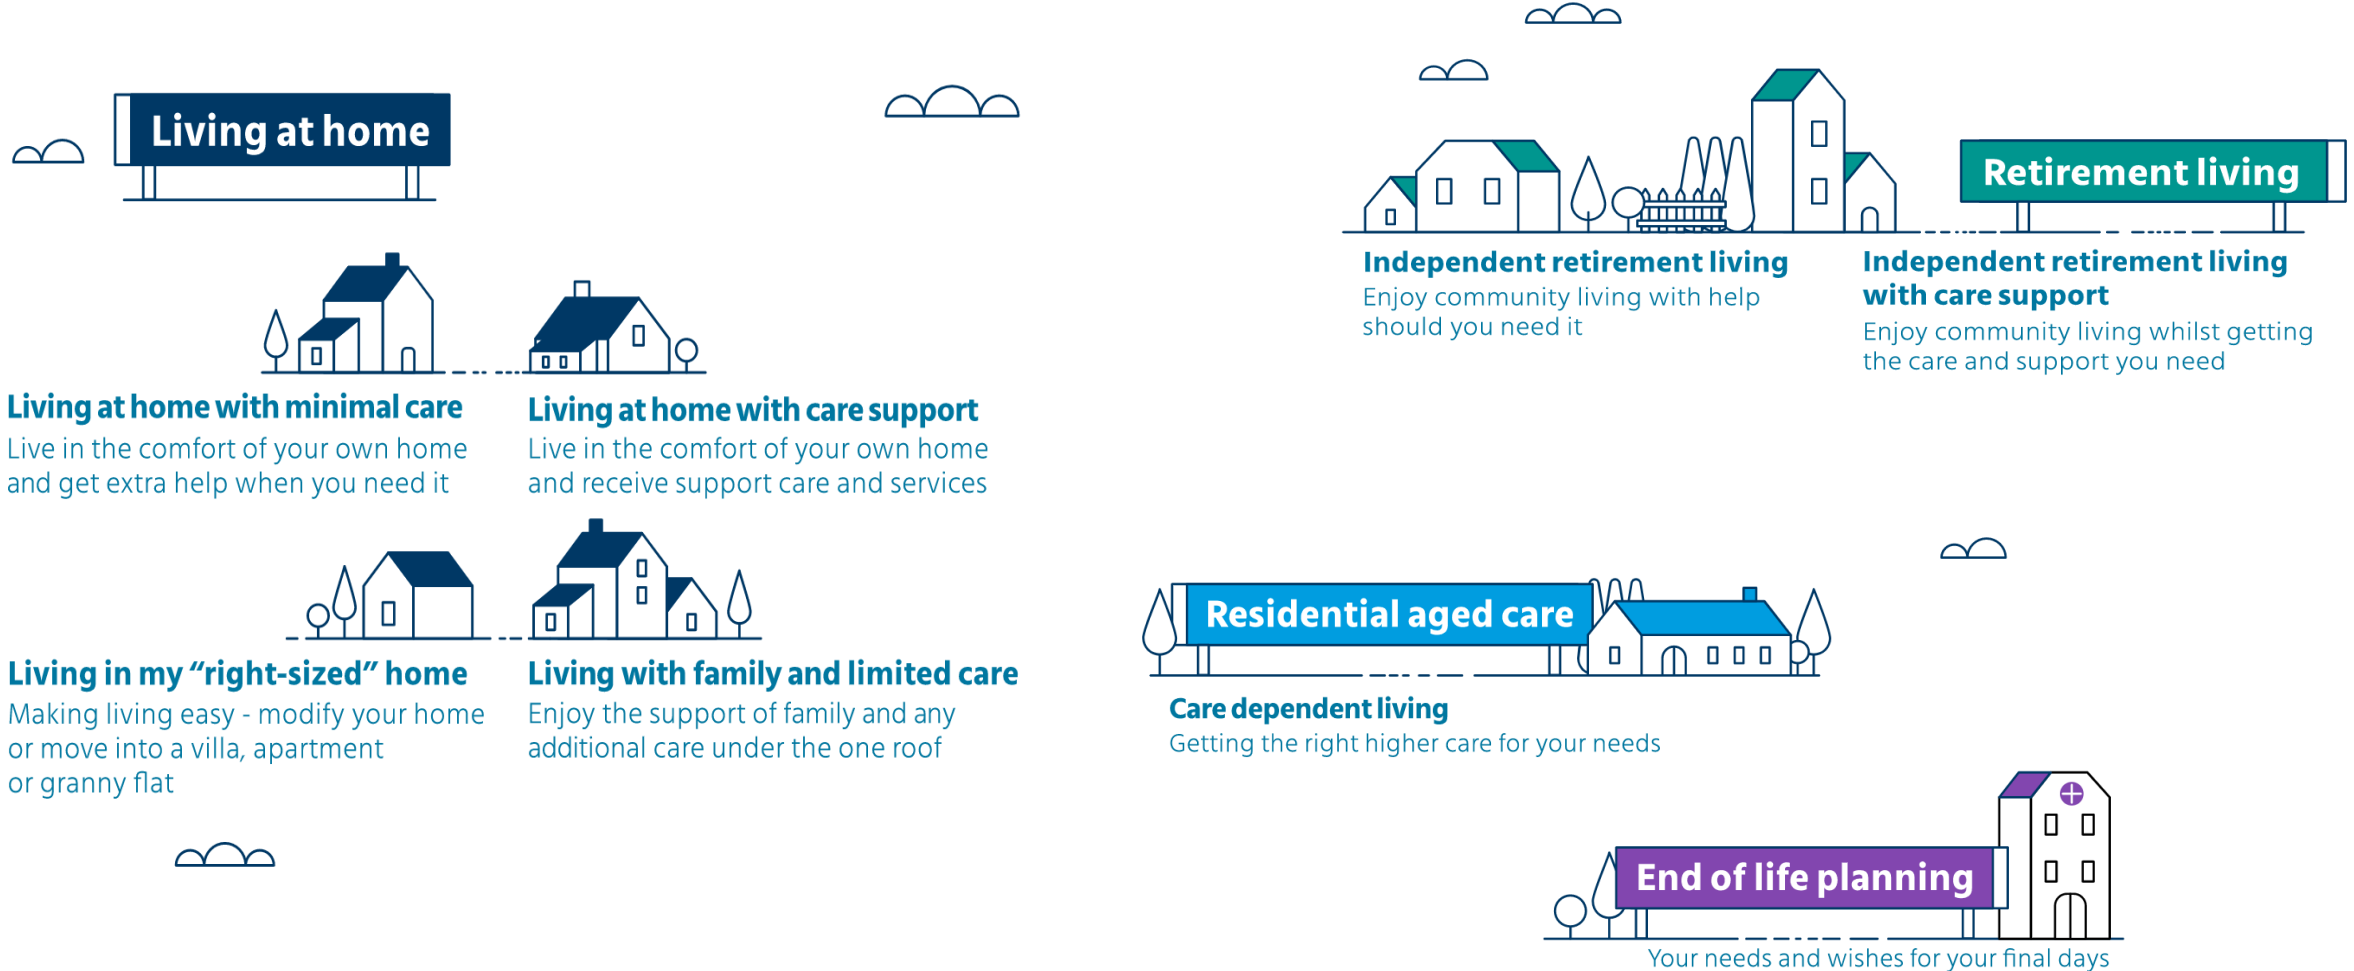 Living at home
Living at home with minimal care
Live in the comfort of your own home
and get extra help when you need it
Living at home with care support
Live in the comfort of your own home
and receive support care and services
Living in my “right-sized” home
Making living easy - modify your home
or move into a villa, apartment
or granny flat
Living with family and limited care
Enjoy the support of family and any
additional care under the one roof
Retirement living
Independent retirement living
Enjoy community living with help
should you need it
Independent retirement living
with care support
Enjoy community living whilst getting
the care and support you need
Residential aged care
Care dependent living
Getting the right higher care for your needs
End of life planning
Your needs and wishes for your final days